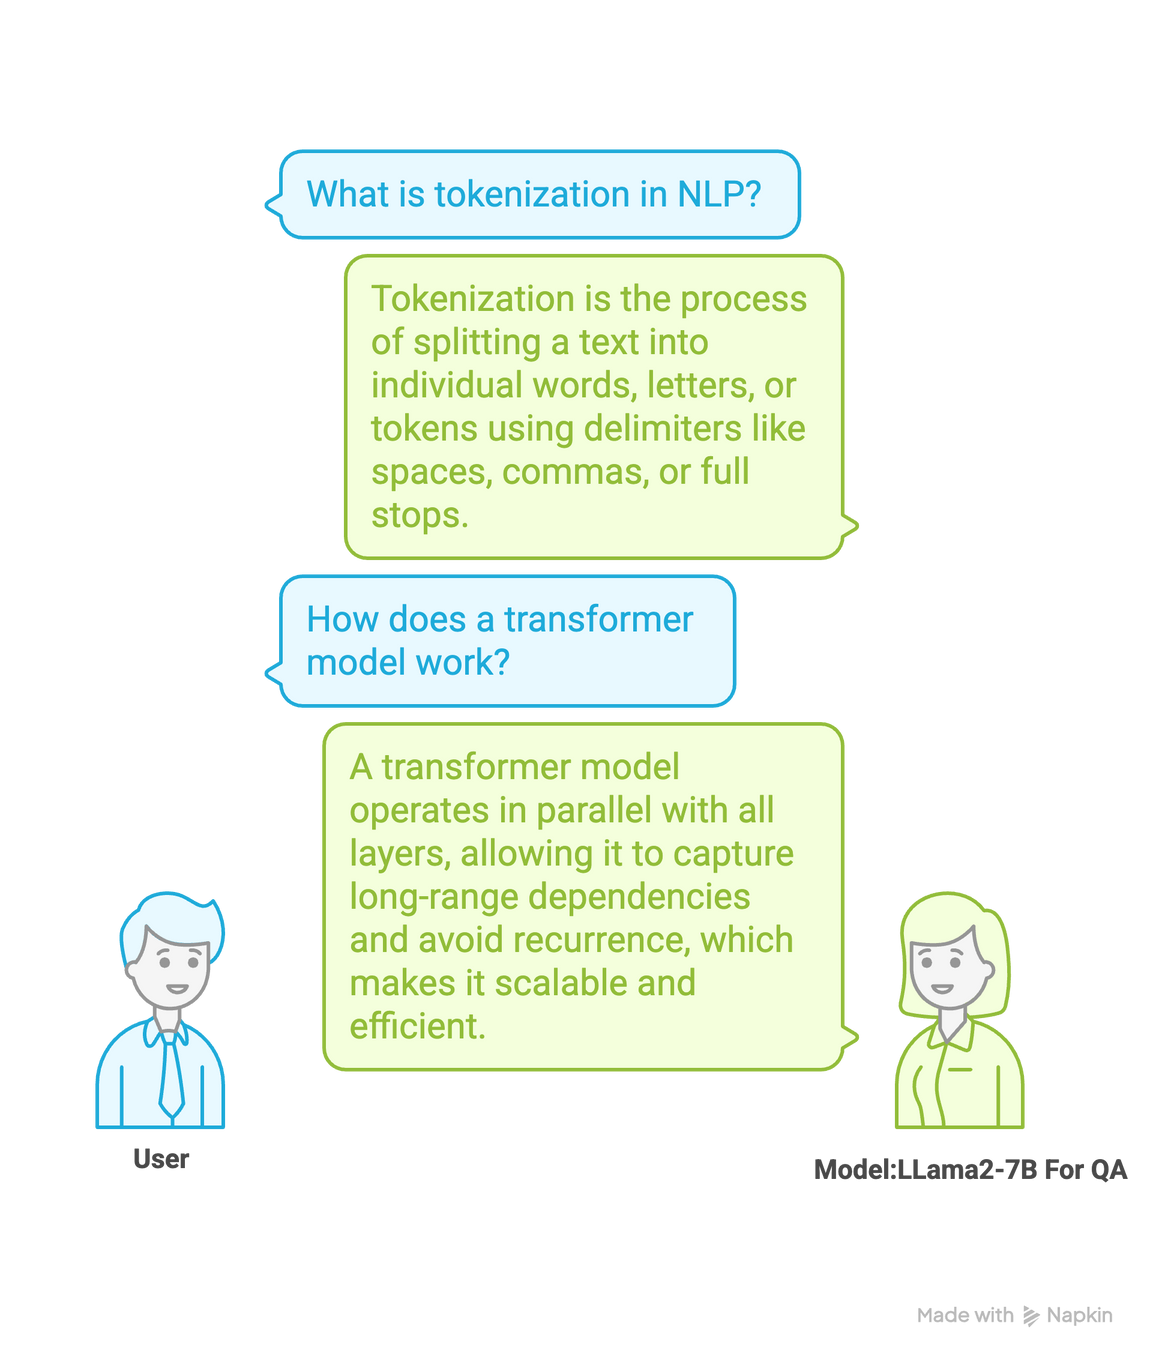 What is tokenization in NLP?
Tokenization is the process
of splitting a text into
individual words, letters, or
tokens using delimiters like
spaces, commas, or full
stops.
How does a transformer
model work?
A transformer model
operates in parallel with all
layers, allowing it to capture
long-range dependencies
and avoid recurrence, which
makes it scalable and
efficient.
User
Model:LLama2-7B For QA
Made with Napkin